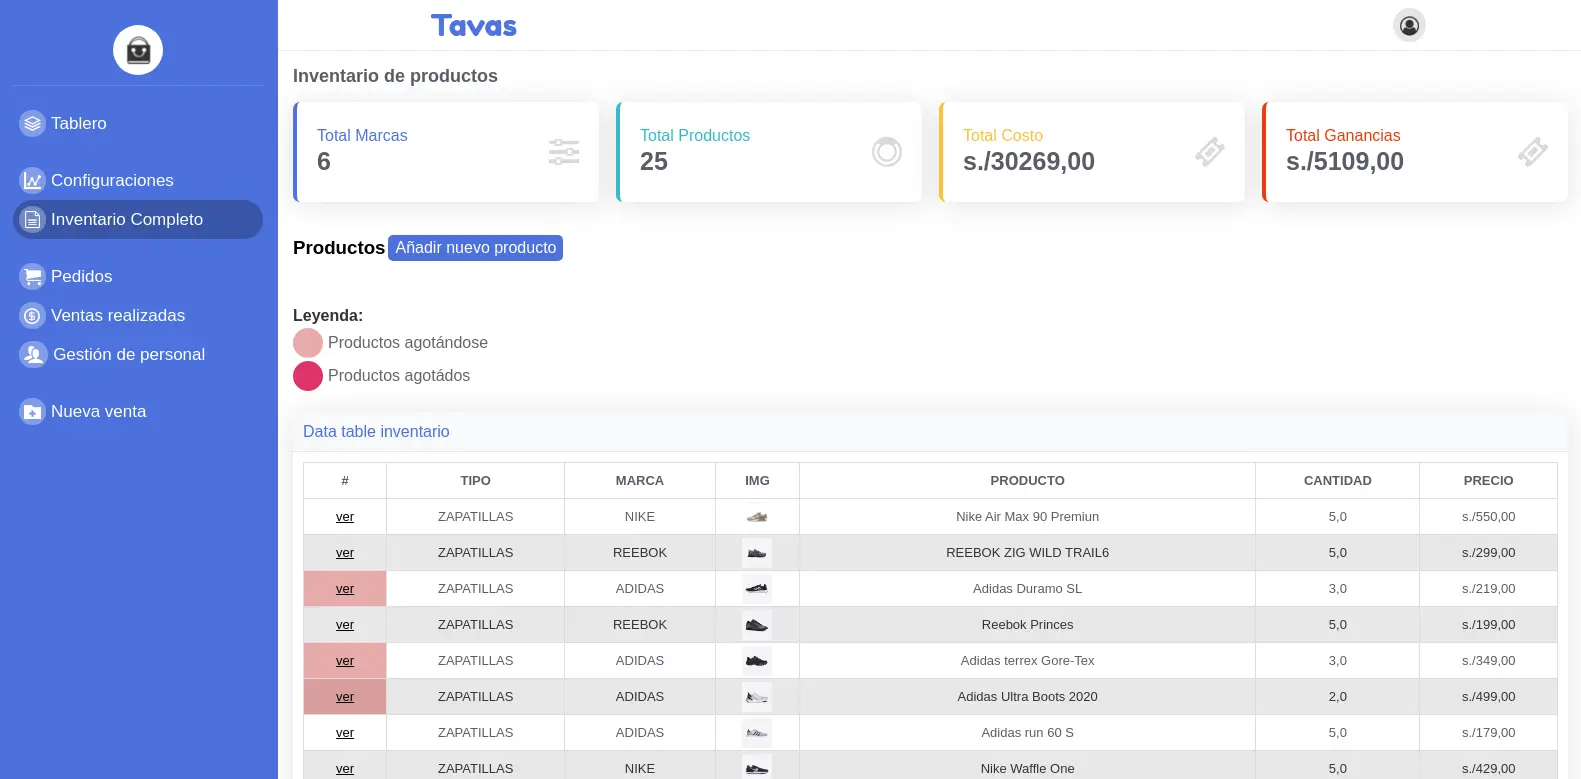 Tavas
Tablero
Configuraciones
Inventario Completo
Pedidos
Ventas realizadas
Gestión de personal
Nueva venta
Inventario de productos
Total Marcas
6
Total Productos
25
Total Costo
s./30269,00
Total Ganancias
s./5109,00
Productos Añadir nuevo producto
Leyenda:
Productos agotándose
Productos agotádos
Data table inventario
# TIPO MARCA IMG PRODUCTO CANTIDAD PRECIO
ver ZAPATILLAS NIKE Nike Air Max 90 Premiun 5,0 s./550,00
ver ZAPATILLAS REEBOK REEBOK ZIG WILD TRAIL6 5,0 s./299,00
ver ZAPATILLAS ADIDAS Adidas Duramo SL 3,0 s./219,00
ver ZAPATILLAS REEBOK Reebok Princes 5,0 s./199,00
ver ZAPATILLAS ADIDAS Adidas terrex Gore-Tex 3,0 s./349,00
ver ZAPATILLAS ADIDAS Adidas Ultra Boots 2020 2,0 s./499,00
ver ZAPATILLAS ADIDAS Adidas run 60 S 5,0 s./179,00
ver ZAPATILLAS NIKE Nike Waffle One 5,0 s./429,00